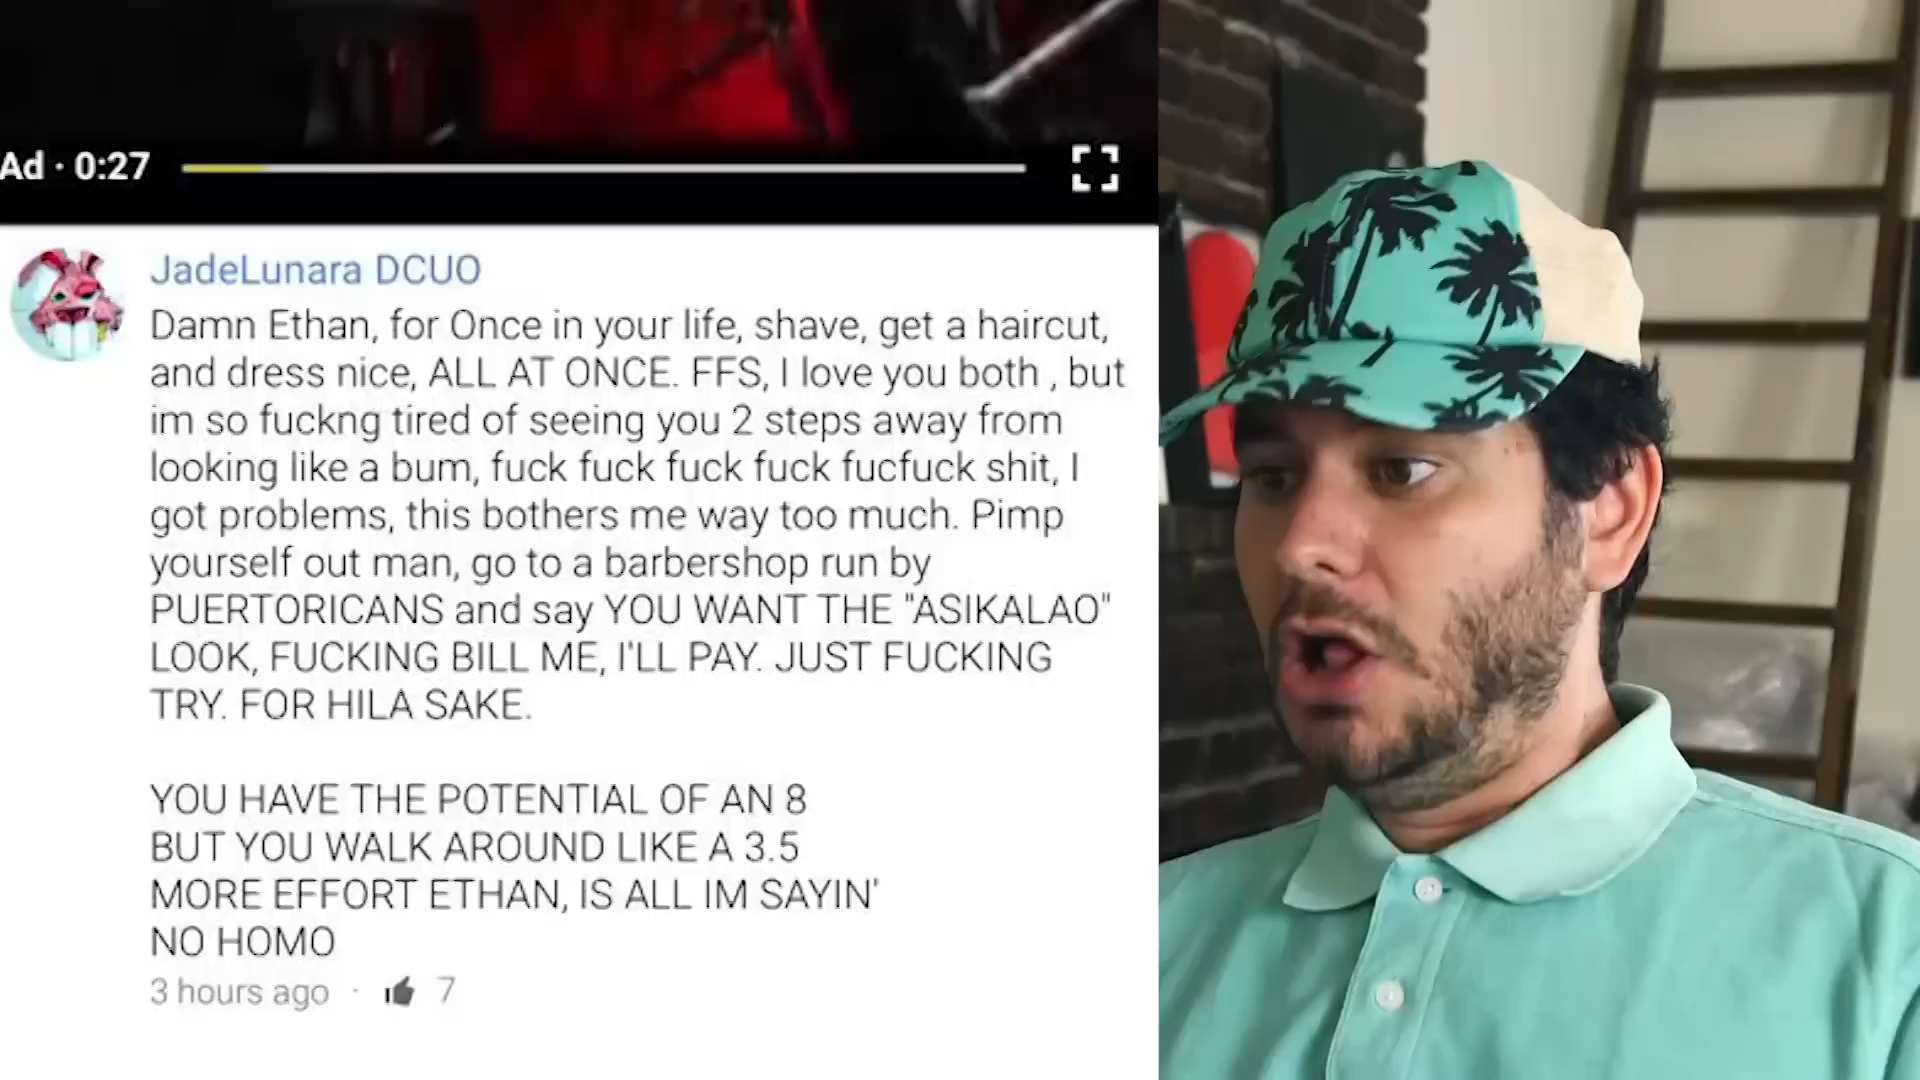 Ad · 0:27
JadeLunara DCUO
Damn Ethan, for Once in your life, shave, get a haircut,
and dress nice, ALL AT ONCE. FFS, I love you both , but
im so fuckng tired of seeing you 2 steps away from
looking like a bum, fuck fuck fuck fuck fucfuck shit, I
got problems, this bothers me way too much. Pimp
yourself out man, go to a barbershop run by
PUERTORICANS and say YOU WANT THE "ASIKALAO"
LOOK, FUCKING BILL ME, I'LL PAY. JUST FUCKING
TRY. FOR HILA SAKE.
YOU HAVE THE POTENTIAL OF AN 8
BUT YOU WALK AROUND LIKE A 3.5
MORE EFFORT ETHAN, IS ALL IM SAYIN'
NO HOMO
3 hours ago · 7